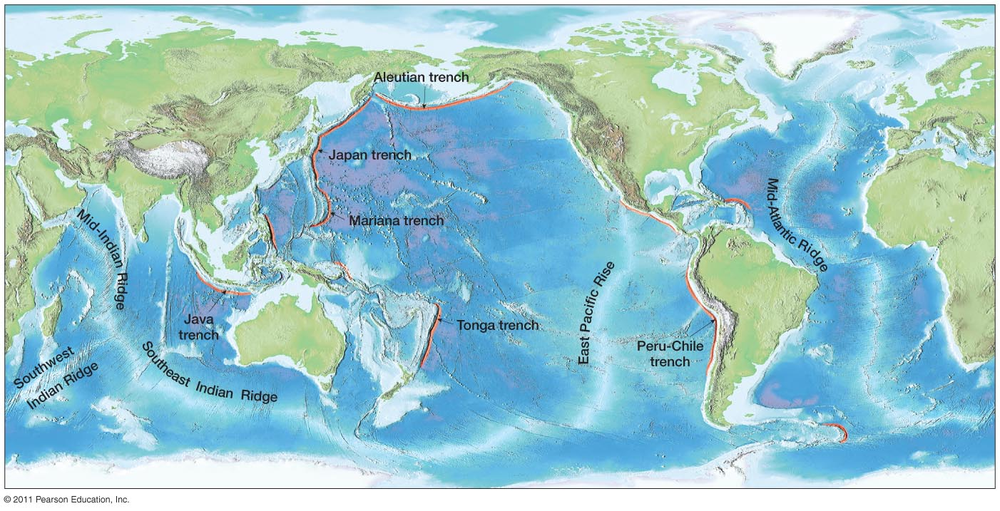 Aleutian trench
Japan trench
Mariana trench
Mid-Atlantic Ridge
Mid-Indian Ridge
East Pacific Rise
Java
trench
Tonga trench
Peru-Chile
trench
Southwest
Indian Ridge
Southeast Indian Ridge
© 2011 Pearson Education, Inc.